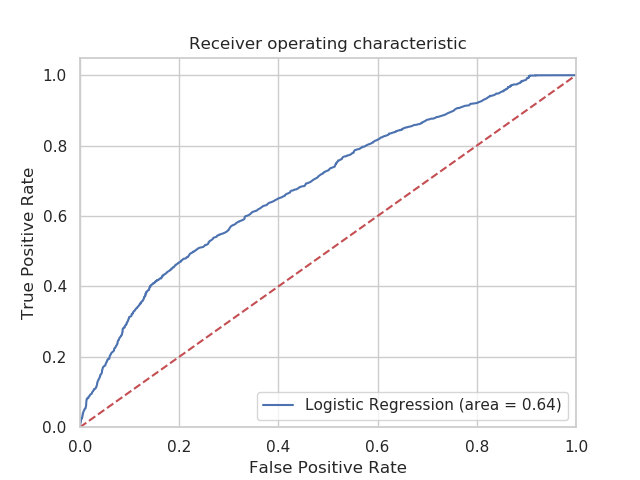 Receiver operating characteristic
True Positive Rate
1.0
0.8
0.6
0.4
0.2
0.0
Logistic Regression (area = 0.64)
0.0 0.2 0.4 0.6 0.8 1.0
False Positive Rate